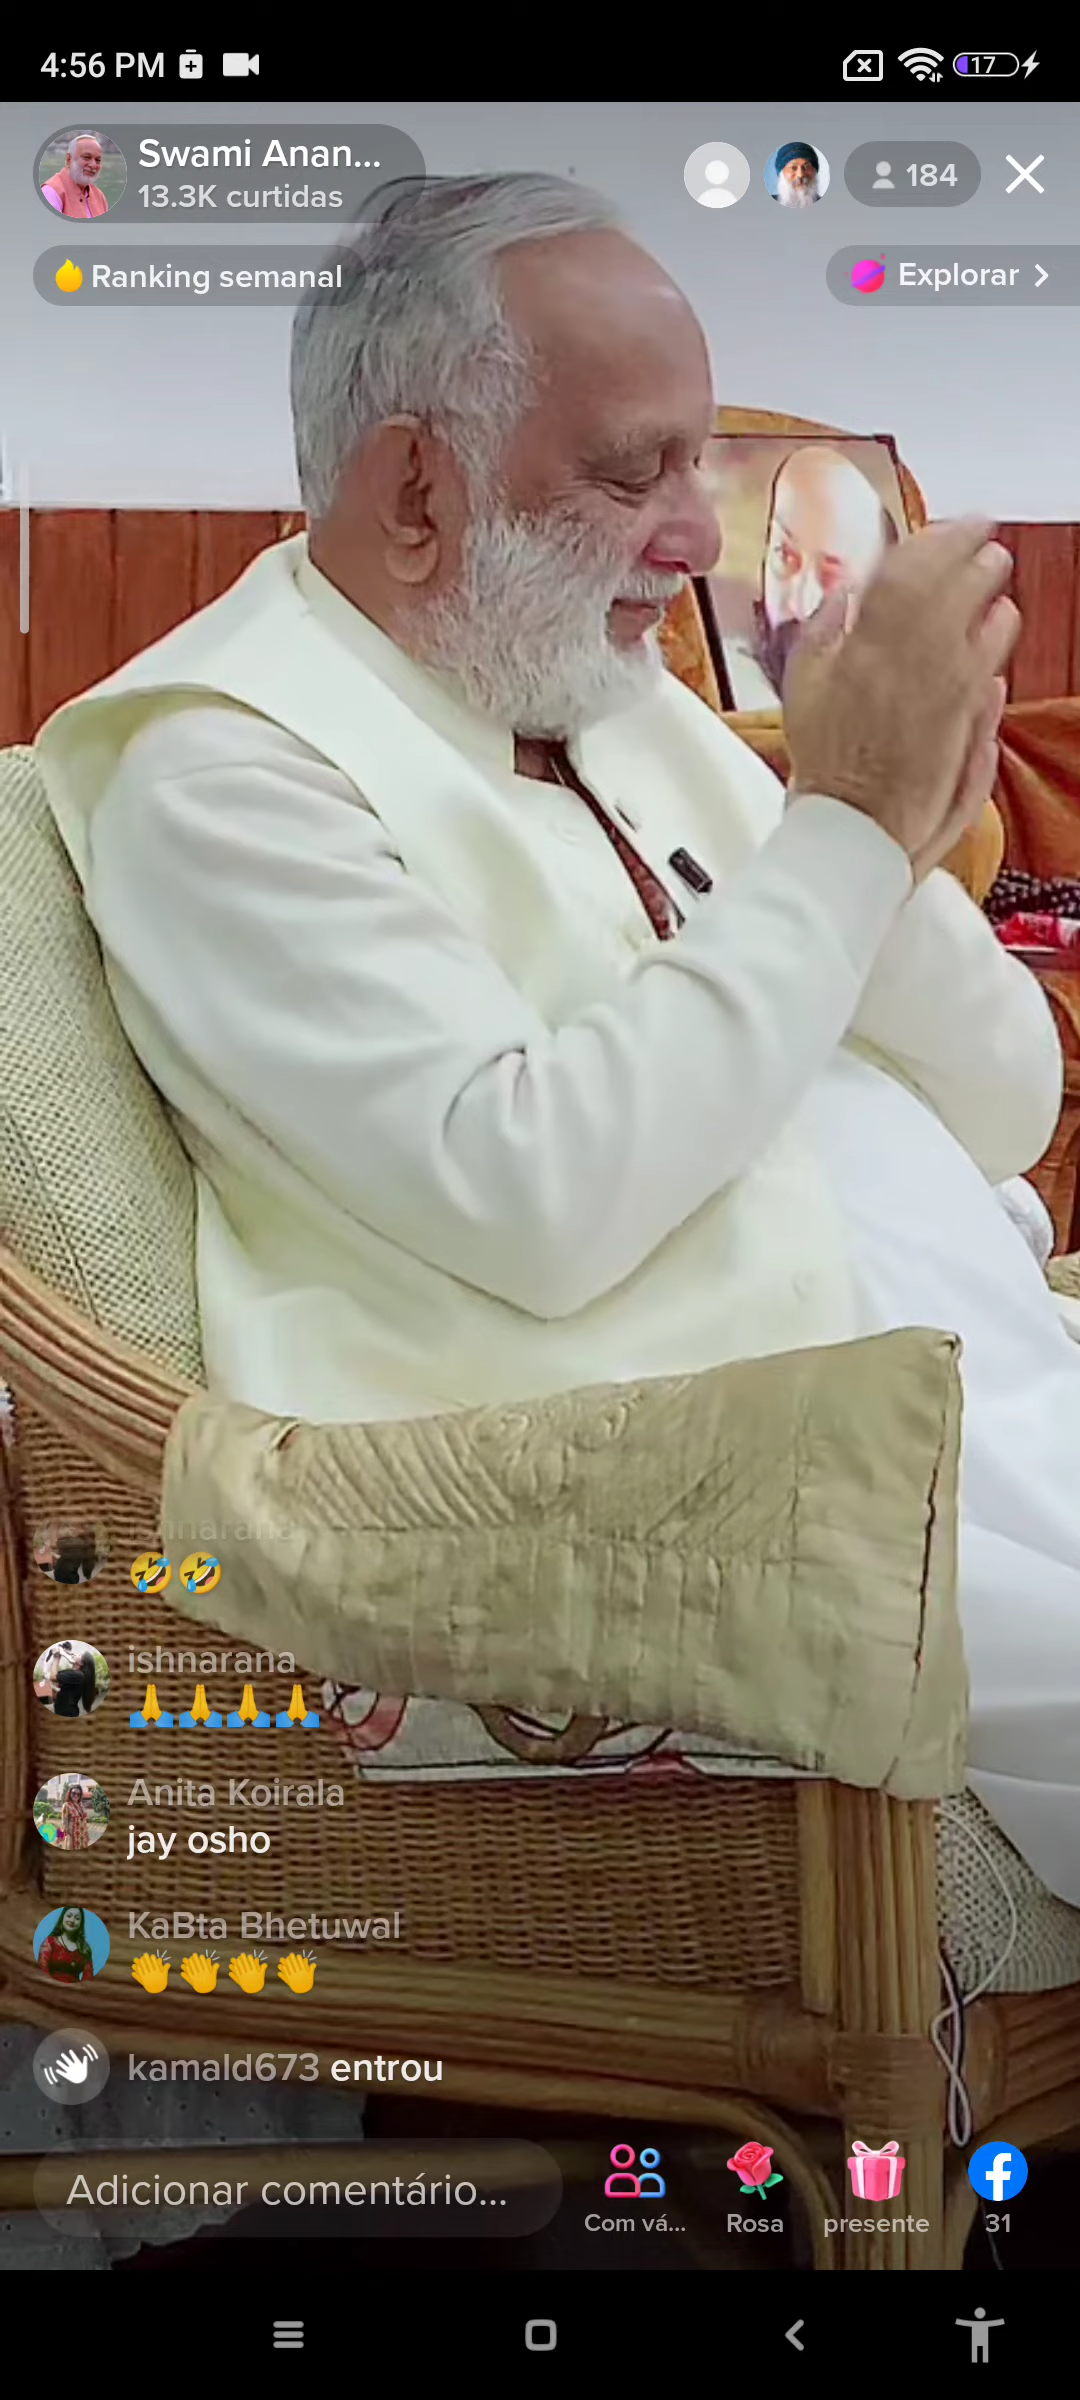 4:56 PM
17
Swami Anan...
13.3K curtidas
184
Ranking semanal
Explorar
ishnarana
🤣🤣
ishnarana
🙏🙏🙏🙏
Anita Koirala
jay osho
KaBta Bhetuwal
👏👏👏👏
kamald673 entrou
Adicionar comentário...
Com vá...
Rosa
presente
31